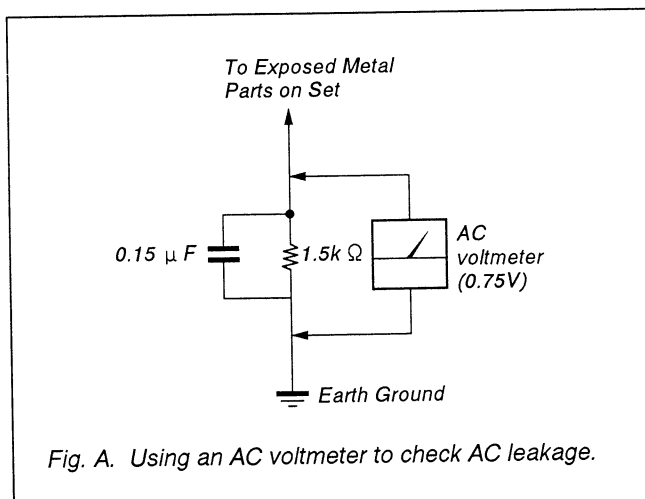 To Exposed Metal
Parts on Set
0.15 μ F
1.5k Ω
AC
voltmeter
(0.75V)
Earth Ground
Fig. A. Using an AC voltmeter to check AC leakage.